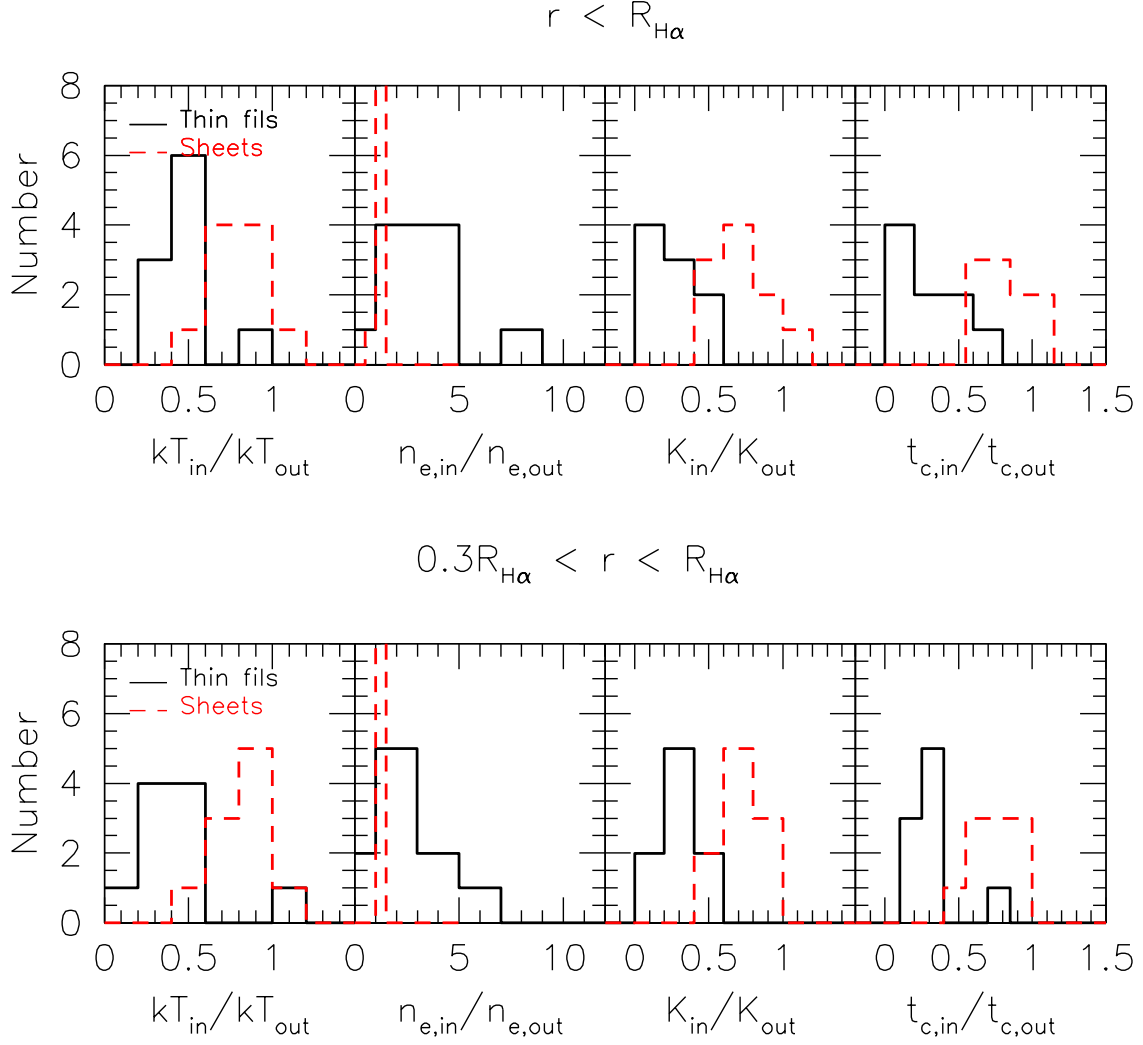 r < R_Hα
8
6
4
2
0
Number
Thin fils
Sheets
0 0.5 1
0 5 10
0 0.5 1
0 0.5 1 1.5
kT_in/kT_out
n_e,in/n_e,out
K_in/K_out
t_c,in/t_c,out
0.3R_Hα < r < R_Hα
8
6
4
2
0
Number
Thin fils
Sheets
0 0.5 1
0 5 10
0 0.5 1
0 0.5 1 1.5
kT_in/kT_out
n_e,in/n_e,out
K_in/K_out
t_c,in/t_c,out